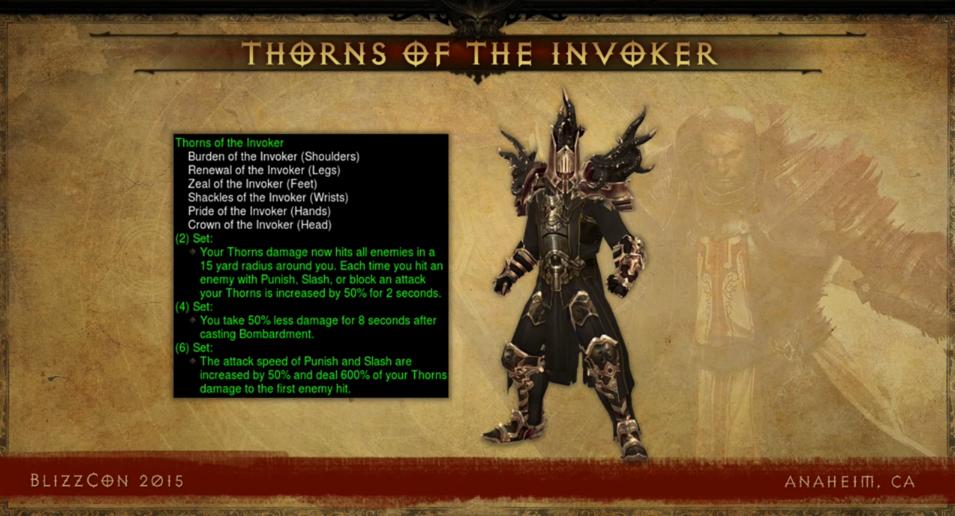 THORNS OF THE INVOKER
Thorns of the Invoker
Burden of the Invoker (Shoulders)
Renewal of the Invoker (Legs)
Zeal of the Invoker (Feet)
Shackles of the Invoker (Wrists)
Pride of the Invoker (Hands)
Crown of the Invoker (Head)
(2) Set:
Your Thorns damage now hits all enemies in a
15 yard radius around you. Each time you hit an
enemy with Punish, Slash, or block an attack
your Thorns is increased by 50% for 2 seconds.
(4) Set:
You take 50% less damage for 8 seconds after
casting Bombardment.
(6) Set:
The attack speed of Punish and Slash are
increased by 50% and deal 600% of your Thorns
damage to the first enemy hit.
BLIZZCON 2015
ANAHEIM, CA